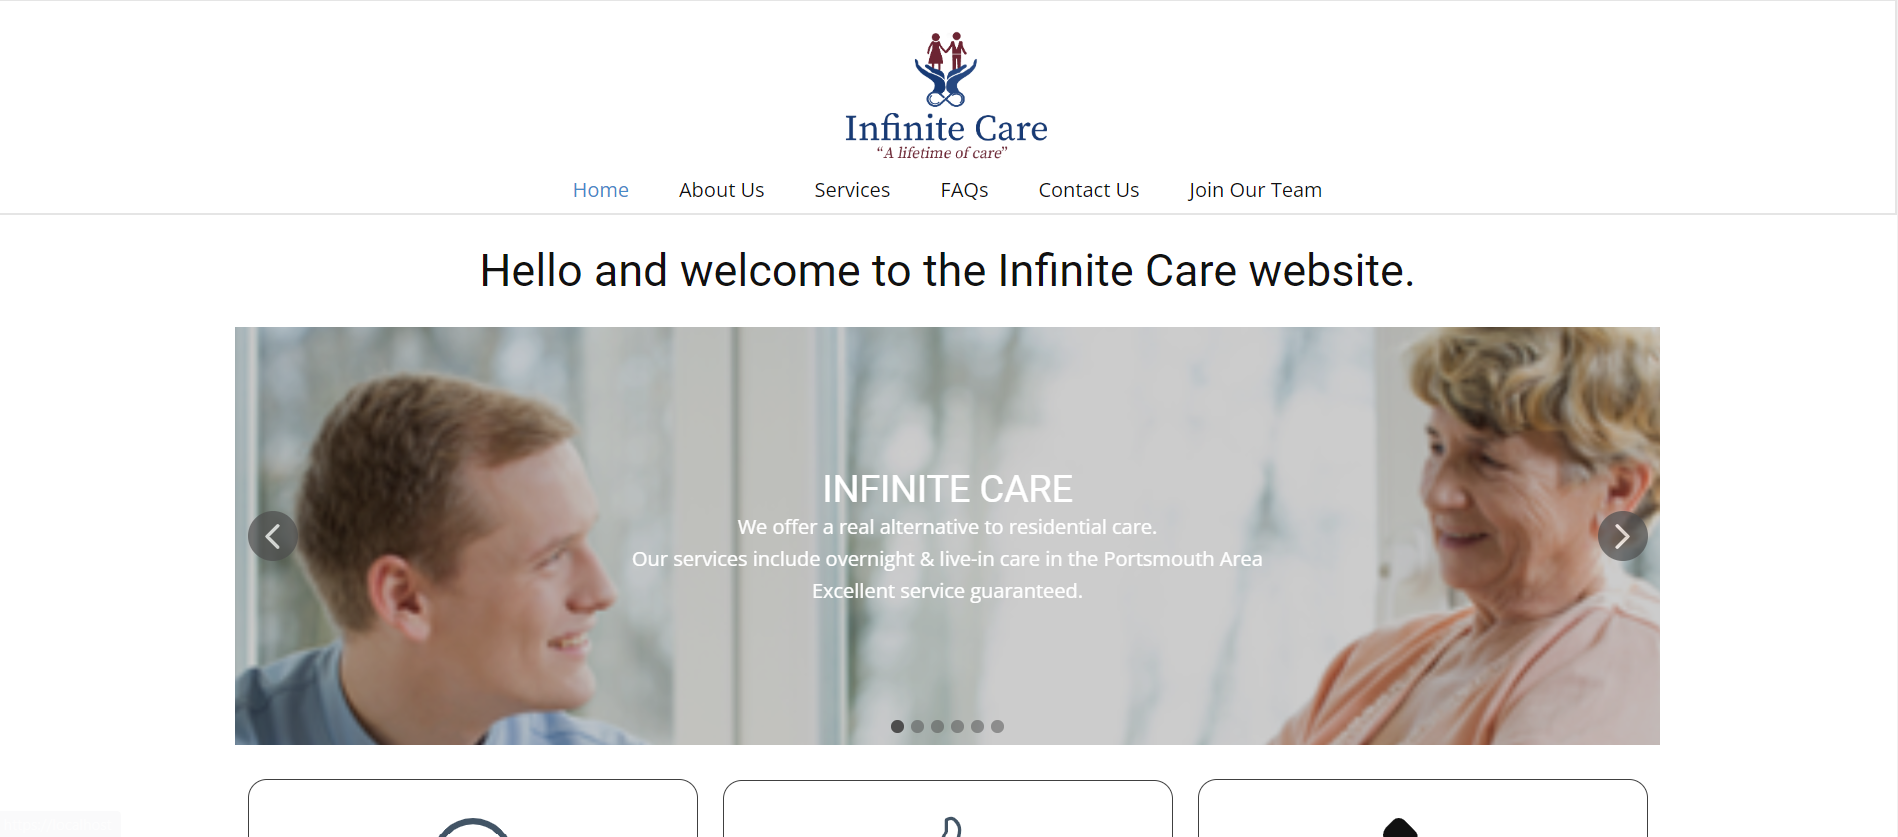 Infinite Care
“A lifetime of care”
Home About Us Services FAQs Contact Us Join Our Team
Hello and welcome to the Infinite Care website.
INFINITE CARE
We offer a real alternative to residential care.
Our services include overnight & live-in care in the Portsmouth Area
Excellent service guaranteed.